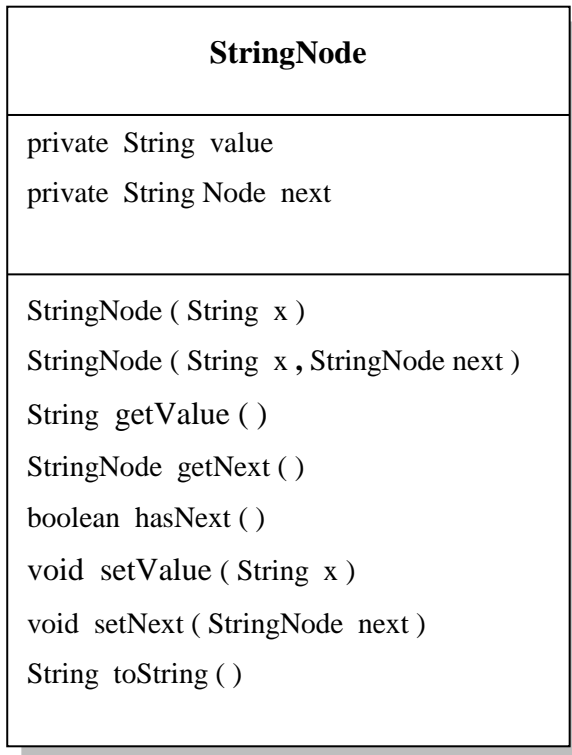 StringNode
private String value
private String Node next
StringNode ( String x )
StringNode ( String x , StringNode next )
String getValue ( )
StringNode getNext ( )
boolean hasNext ( )
void setValue ( String x )
void setNext ( StringNode next )
String toString ( )